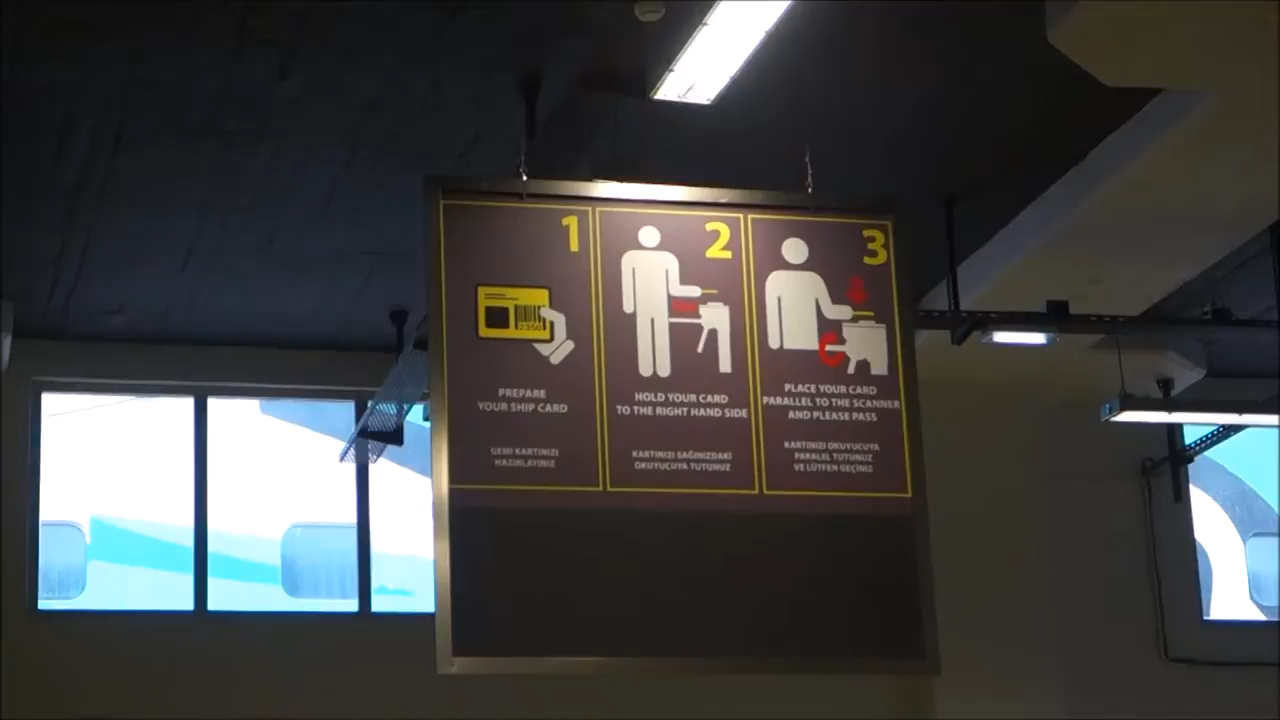 1
2350
PREPARE
YOUR SHIP CARD
GEMİ KARTINIZI
HAZIRLAYINIZ
2
HOLD YOUR CARD
TO THE RIGHT HAND SIDE
KARTINIZI SAĞINIZDAKİ
OKUYUCUYA TUTUNUZ
3
PLACE YOUR CARD
PARALLEL TO THE SCANNER
AND PLEASE PASS
KARTINIZI OKUYUCUYA
PARALEL TUTUNUZ
VE LÜTFEN GEÇİNİZ